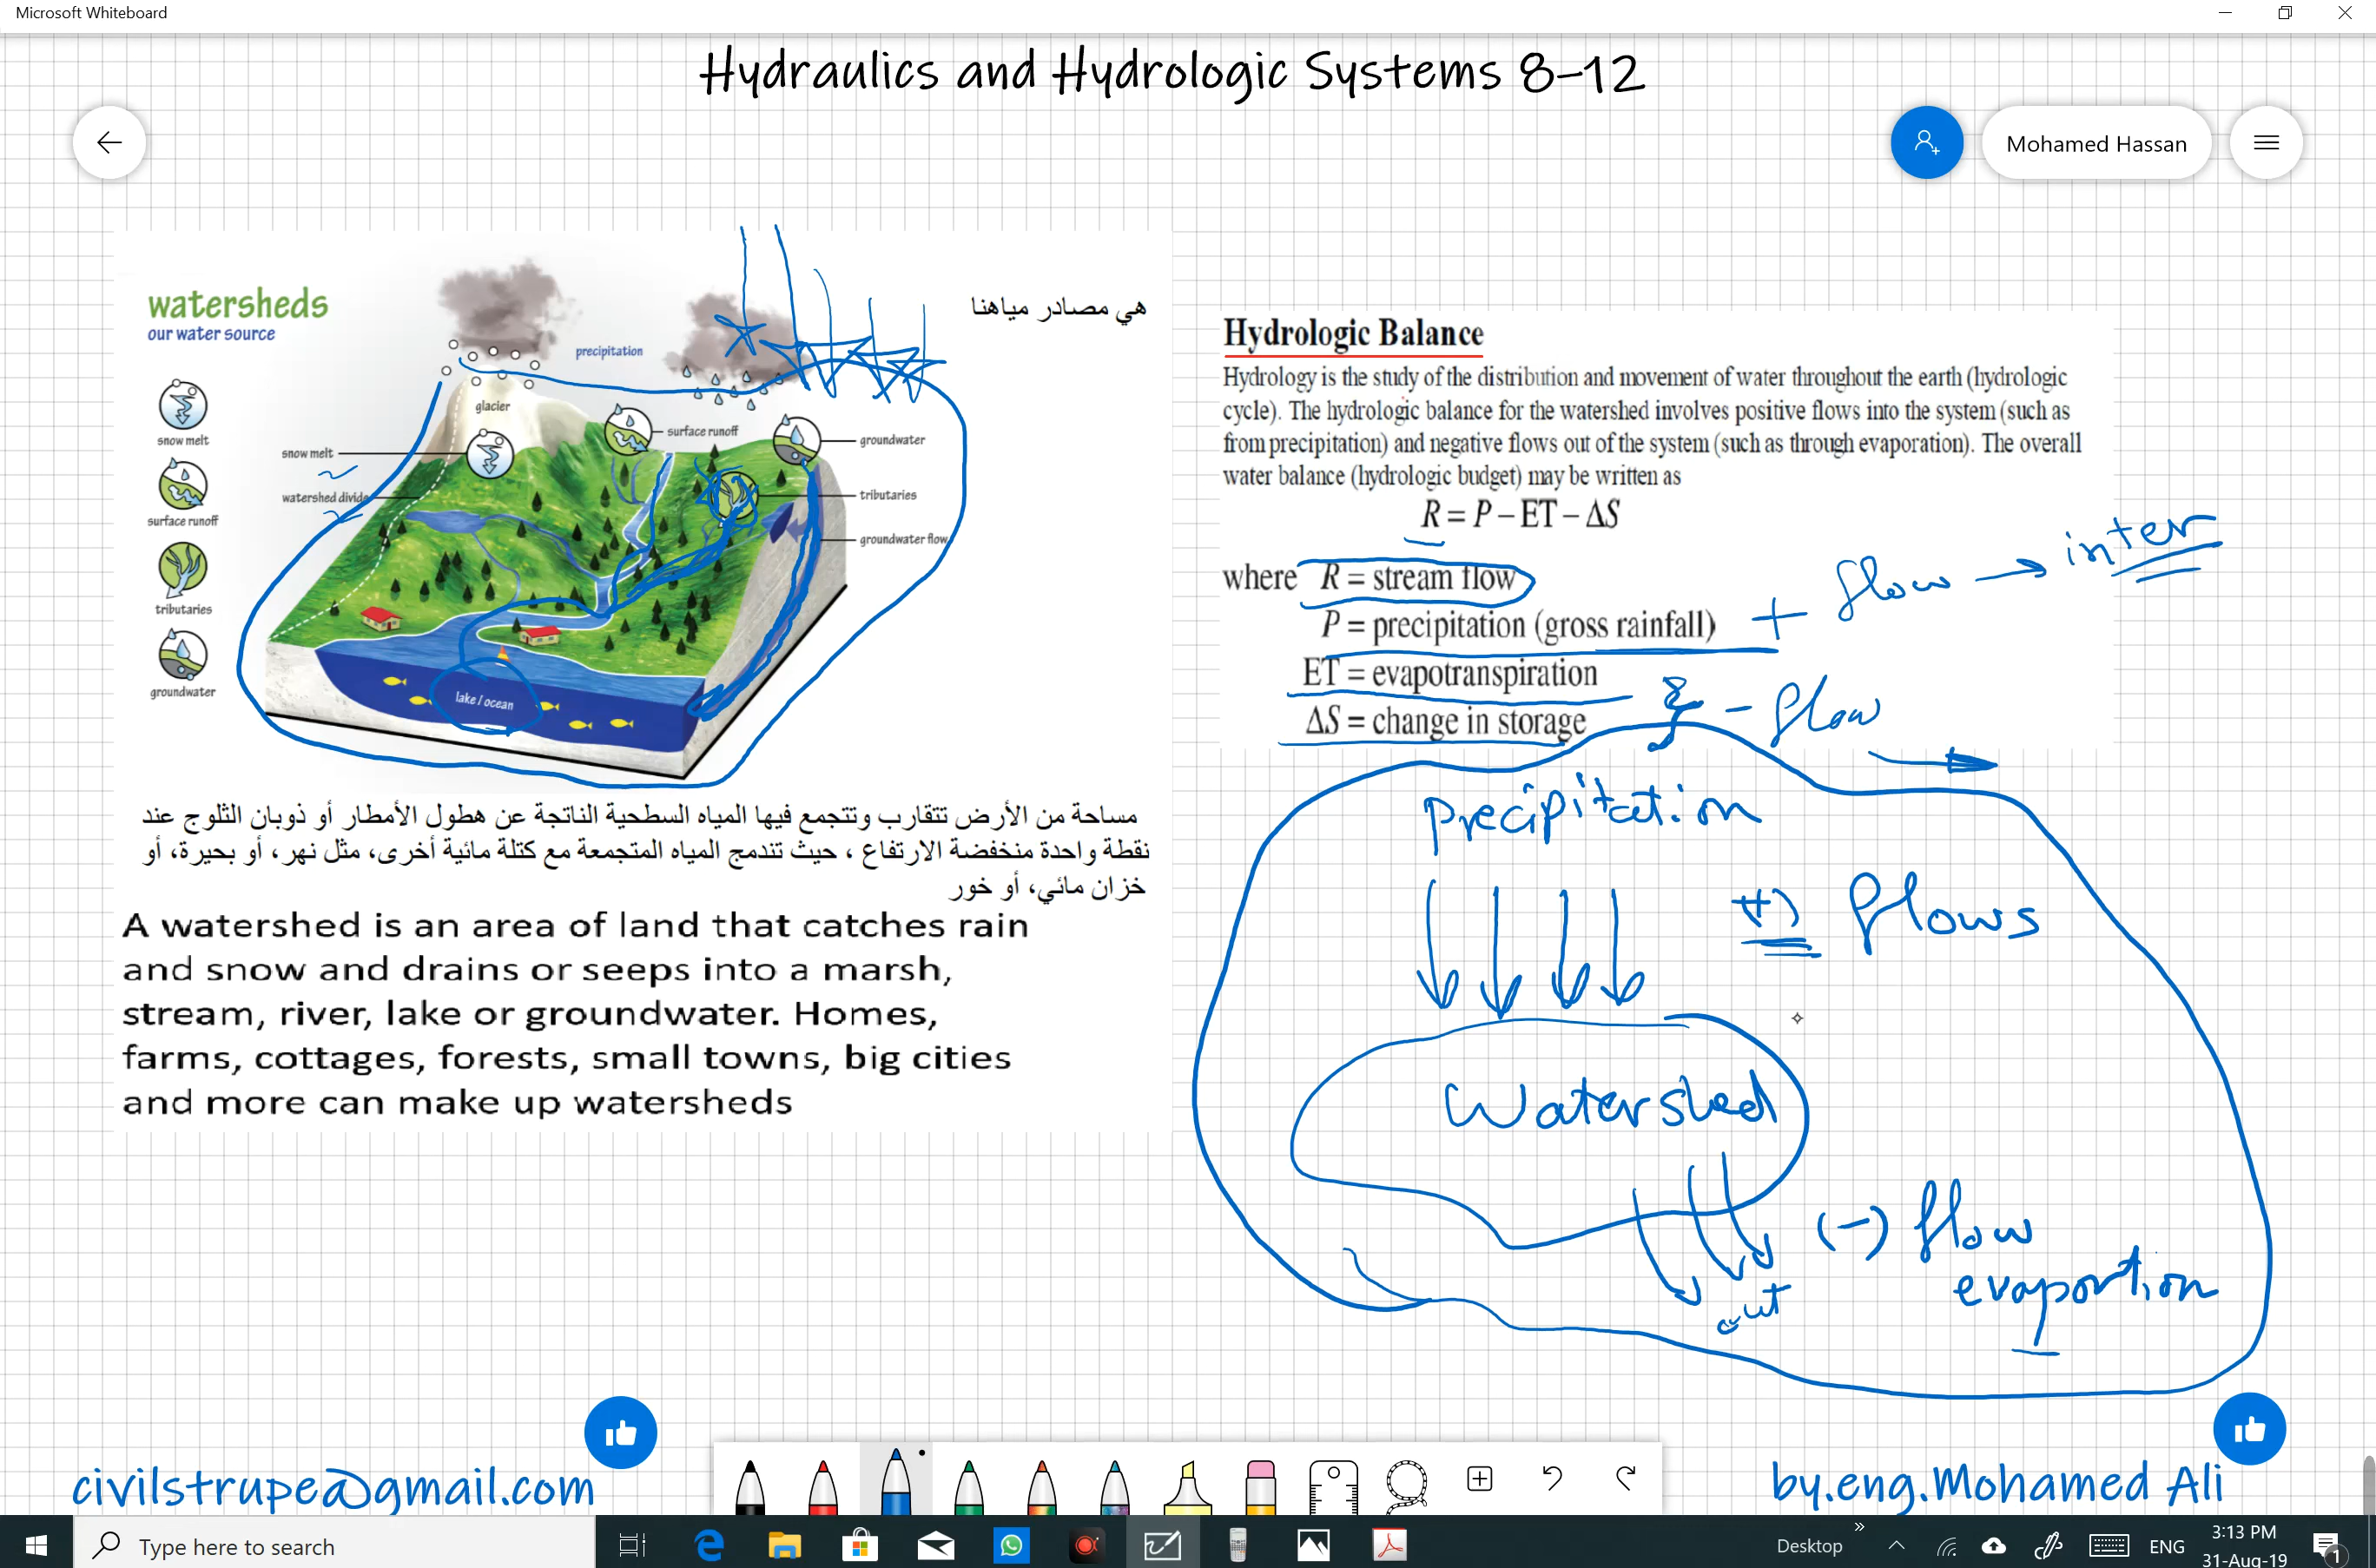 Microsoft Whiteboard
Hydraulics and Hydrologic Systems 8-12
Mohamed Hassan
watersheds
our water source
هي مصادر مياهنا
precipitation
glacier
snow melt
surface runoff
groundwater
snow melt
watershed divide
tributaries
surface runoff
groundwater flow
tributaries
groundwater
lake / ocean
مساحة من الأرض تتقارب وتتجمع فيها المياه السطحية الناتجة عن هطول الأمطار أو ذوبان الثلوج عند
نقطة واحدة منخفضة الارتفاع ، حيث تندمج المياه المتجمعة مع كتلة مائية أخرى، مثل نهر، أو بحيرة، أو
خزان مائي، أو خور
A watershed is an area of land that catches rain
and snow and drains or seeps into a marsh,
stream, river, lake or groundwater. Homes,
farms, cottages, forests, small towns, big cities
and more can make up watersheds
Hydrologic Balance
Hydrology is the study of the distribution and movement of water throughout the earth (hydrologic
cycle). The hydrologic balance for the watershed involves positive flows into the system (such as
from precipitation) and negative flows out of the system (such as through evaporation). The overall
water balance (hydrologic budget) may be written as
R = P – ET – ΔS
where R = stream flow
P = precipitation (gross rainfall) + flow → inter
ET = evapotranspiration
ΔS = change in storage - flow
precipitation
(+) flows
Watershed
(-) flow
evaportion
out
civilstrupe@gmail.com
by.eng.Mohamed Ali
Type here to search
Desktop
ENG
3:13 PM
31-Aug-19
1